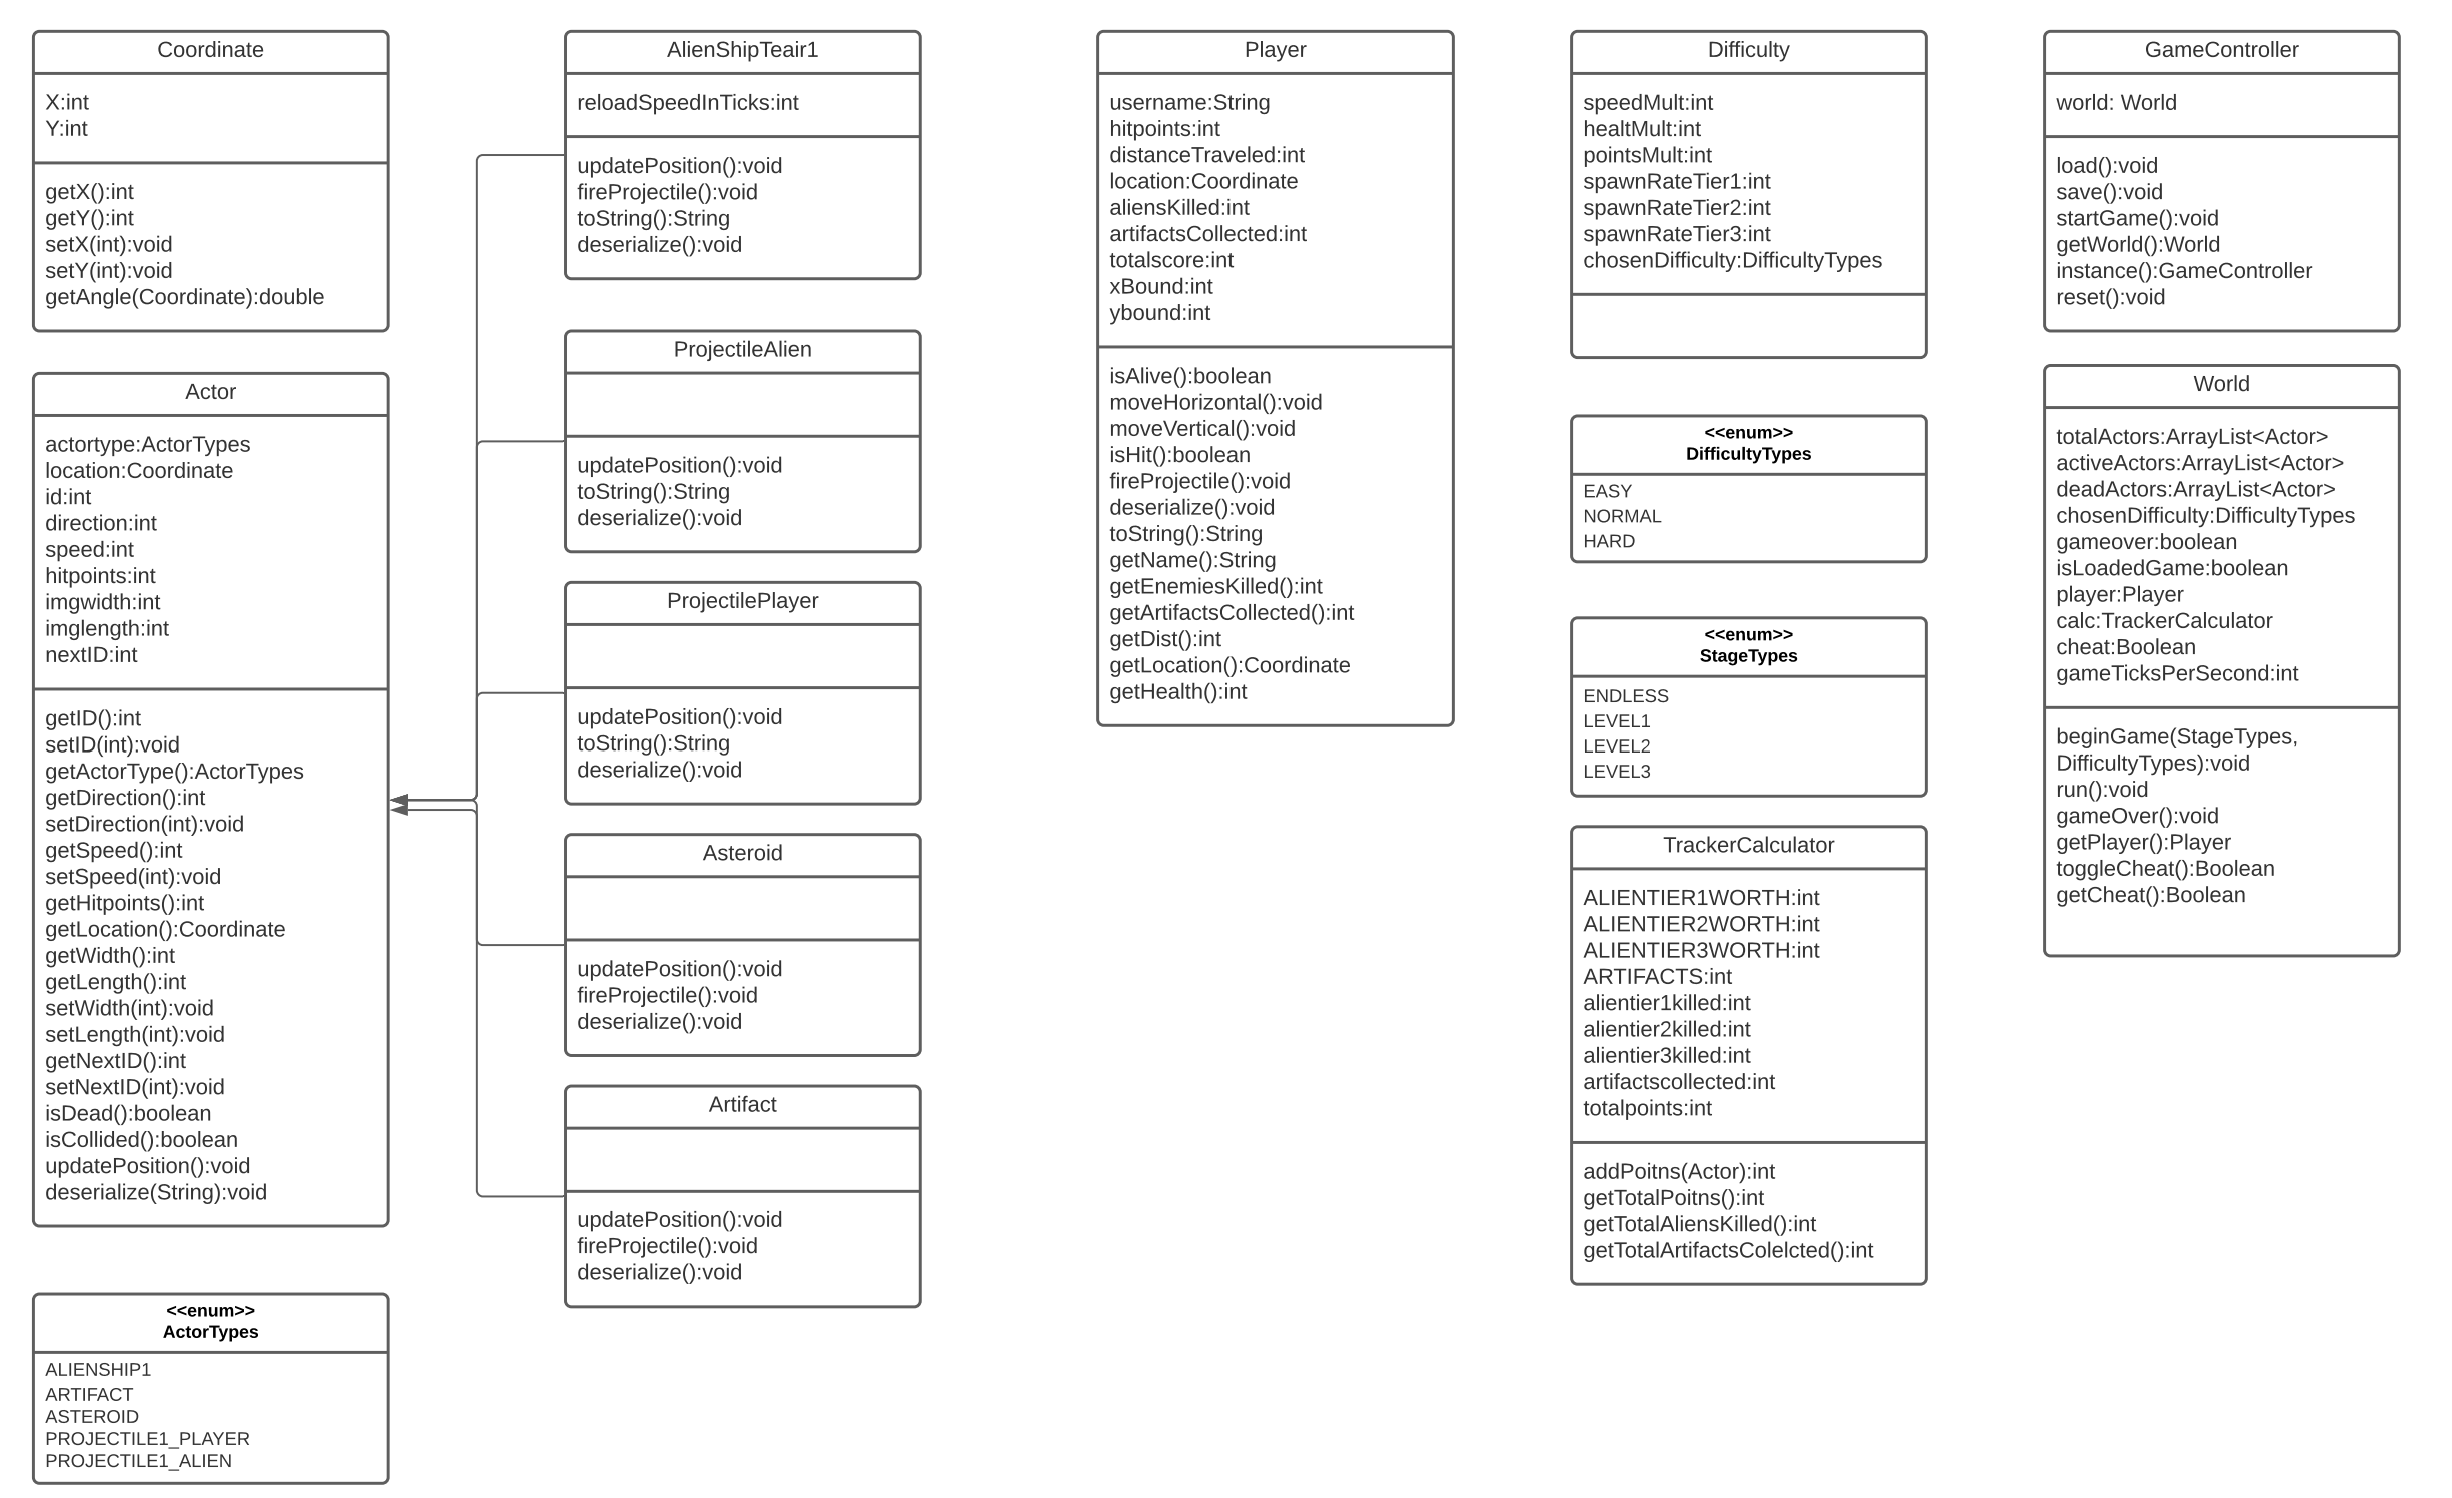 Coordinate
X:int
Y:int
getX():int
getY():int
setX(int):void
setY(int):void
getAngle(Coordinate):double
Actor
actortype:ActorTypes
location:Coordinate
id:int
direction:int
speed:int
hitpoints:int
imgwidth:int
imglength:int
nextID:int
getID():int
setID(int):void
getActorType():ActorTypes
getDirection():int
setDirection(int):void
getSpeed():int
setSpeed(int):void
getHitpoints():int
getLocation():Coordinate
getWidth():int
getLength():int
setWidth(int):void
setLength(int):void
getNextID():int
setNextID(int):void
isDead():boolean
isCollided():boolean
updatePosition():void
deserialize(String):void
<<enum>>
ActorTypes
ALIENSHIP1
ARTIFACT
ASTEROID
PROJECTILE1_PLAYER
PROJECTILE1_ALIEN
AlienShipTeair1
reloadSpeedInTicks:int
updatePosition():void
fireProjectile():void
toString():String
deserialize():void
ProjectileAlien
updatePosition():void
toString():String
deserialize():void
ProjectilePlayer
updatePosition():void
toString():String
deserialize():void
Asteroid
updatePosition():void
fireProjectile():void
deserialize():void
Artifact
updatePosition():void
fireProjectile():void
deserialize():void
Player
username:String
hitpoints:int
distanceTraveled:int
location:Coordinate
aliensKilled:int
artifactsCollected:int
totalscore:int
xBound:int
ybound:int
isAlive():boolean
moveHorizontal():void
moveVertical():void
isHit():boolean
fireProjectile():void
deserialize():void
toString():String
getName():String
getEnemiesKilled():int
getArtifactsCollected():int
getDist():int
getLocation():Coordinate
getHealth():int
Difficulty
speedMult:int
healtMult:int
pointsMult:int
spawnRateTier1:int
spawnRateTier2:int
spawnRateTier3:int
chosenDifficulty:DifficultyTypes
<<enum>>
DifficultyTypes
EASY
NORMAL
HARD
<<enum>>
StageTypes
ENDLESS
LEVEL1
LEVEL2
LEVEL3
TrackerCalculator
ALIENTIER1WORTH:int
ALIENTIER2WORTH:int
ALIENTIER3WORTH:int
ARTIFACTS:int
alientier1killed:int
alientier2killed:int
alientier3killed:int
artifactscollected:int
totalpoints:int
addPoitns(Actor):int
getTotalPoitns():int
getTotalAliensKilled():int
getTotalArtifactsColelcted():int
GameController
world: World
load():void
save():void
startGame():void
getWorld():World
instance():GameController
reset():void
World
totalActors:ArrayList<Actor>
activeActors:ArrayList<Actor>
deadActors:ArrayList<Actor>
chosenDifficulty:DifficultyTypes
gameover:boolean
isLoadedGame:boolean
player:Player
calc:TrackerCalculator
cheat:Boolean
gameTicksPerSecond:int
beginGame(StageTypes,
DifficultyTypes):void
run():void
gameOver():void
getPlayer():Player
toggleCheat():Boolean
getCheat():Boolean